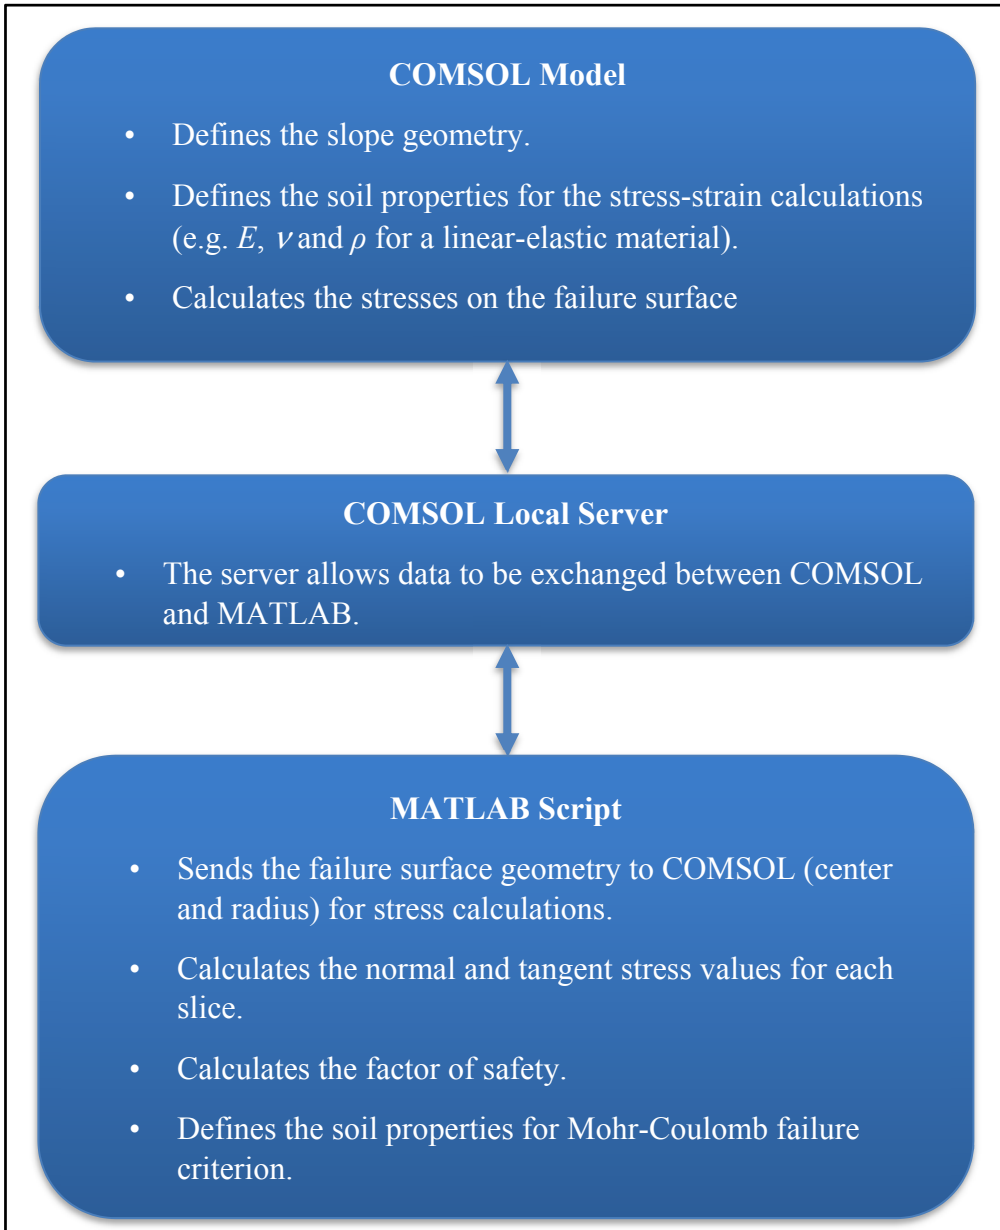 COMSOL Model
• Defines the slope geometry.
• Defines the soil properties for the stress-strain calculations
(e.g. E, ν and ρ for a linear-elastic material).
• Calculates the stresses on the failure surface
COMSOL Local Server
• The server allows data to be exchanged between COMSOL
and MATLAB.
MATLAB Script
• Sends the failure surface geometry to COMSOL (center
and radius) for stress calculations.
• Calculates the normal and tangent stress values for each
slice.
• Calculates the factor of safety.
• Defines the soil properties for Mohr-Coulomb failure
criterion.